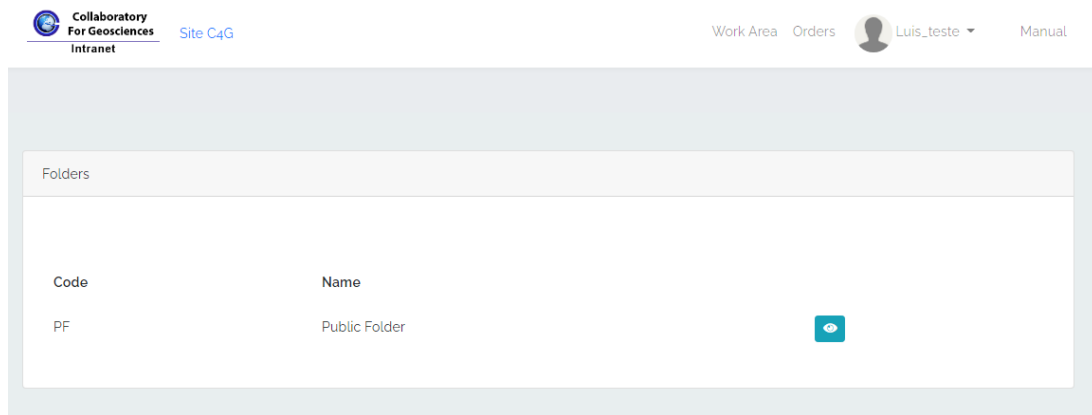 Collaboratory
For Geosciences
Intranet
Site C4G
Work Area Orders Luis_teste Manual
Folders
Code Name
PF Public Folder